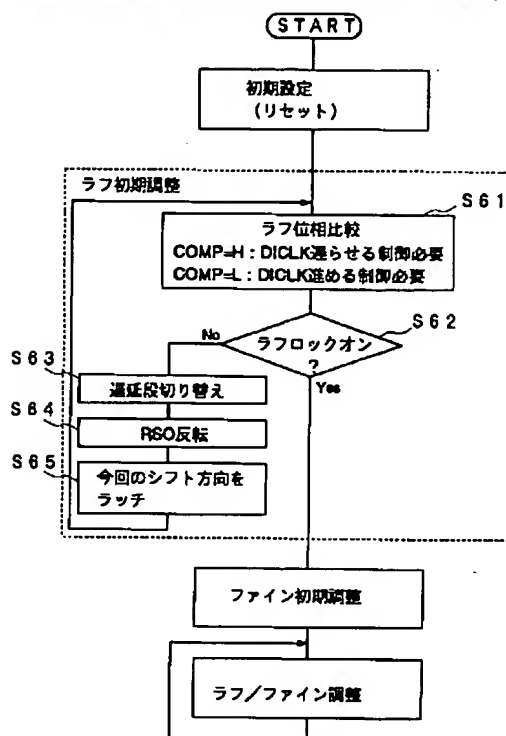 START
初期設定
(リセット)
ラフ初期調整
S61
ラフ位相比較
COMP=H：DICLK遅らせる制御必要
COMP=L：DICLK進める制御必要
S62
ラフロックオン
?
No
Yes
S63
遅延段切り替え
S64
RSO反転
S65
今回のシフト方向を
ラッチ
ファイン初期調整
ラフ/ファイン調整